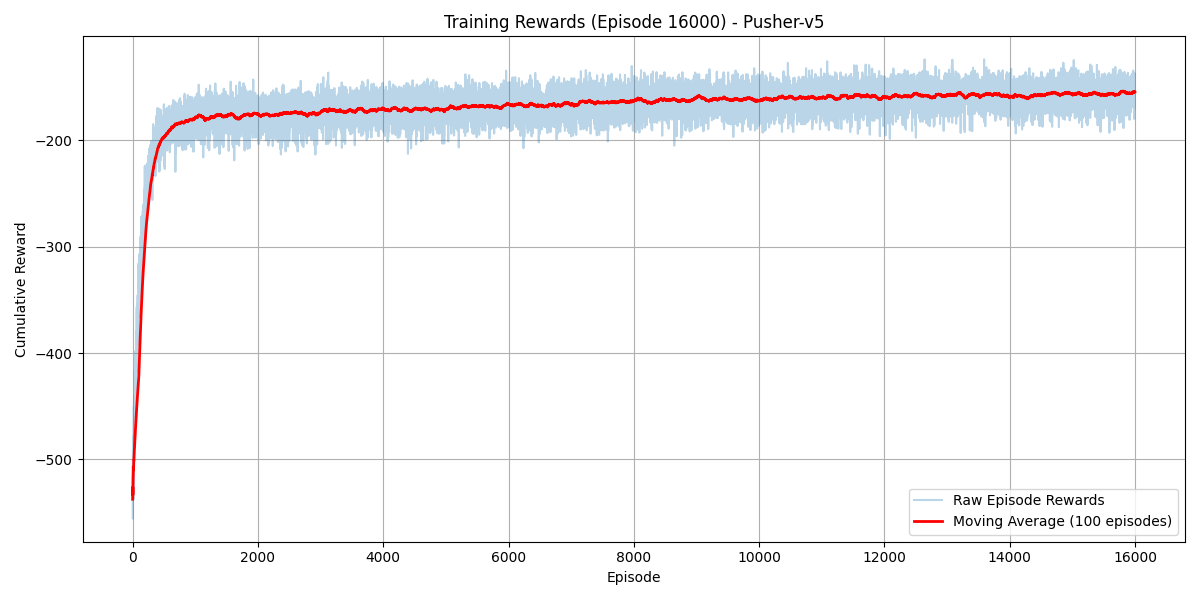 Training Rewards (Episode 16000) - Pusher-v5
Cumulative Reward
−200
−300
−400
−500
0
2000
4000
6000
8000
10000
12000
14000
16000
Episode
Raw Episode Rewards
Moving Average (100 episodes)